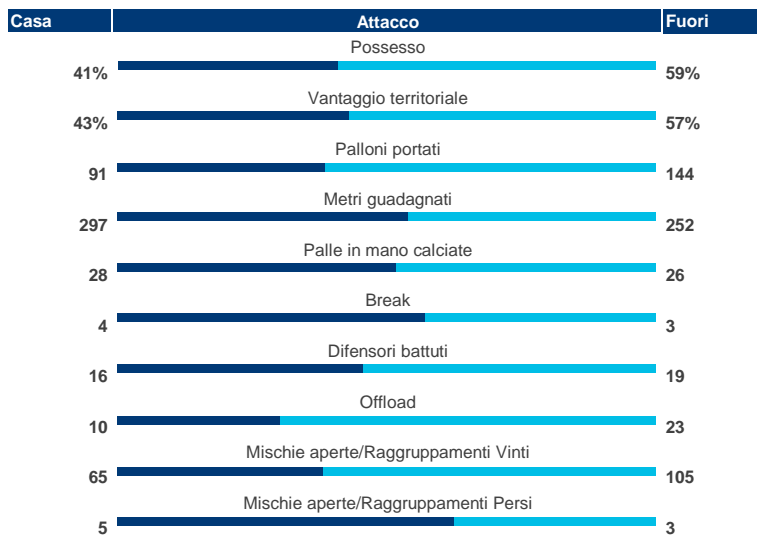 Casa Attacco Fuori
Possesso
41% 59%
Vantaggio territoriale
43% 57%
Palloni portati
91 144
Metri guadagnati
297 252
Palle in mano calciate
28 26
Break
4 3
Difensori battuti
16 19
Offload
10 23
Mischie aperte/Raggruppamenti Vinti
65 105
Mischie aperte/Raggruppamenti Persi
5 3